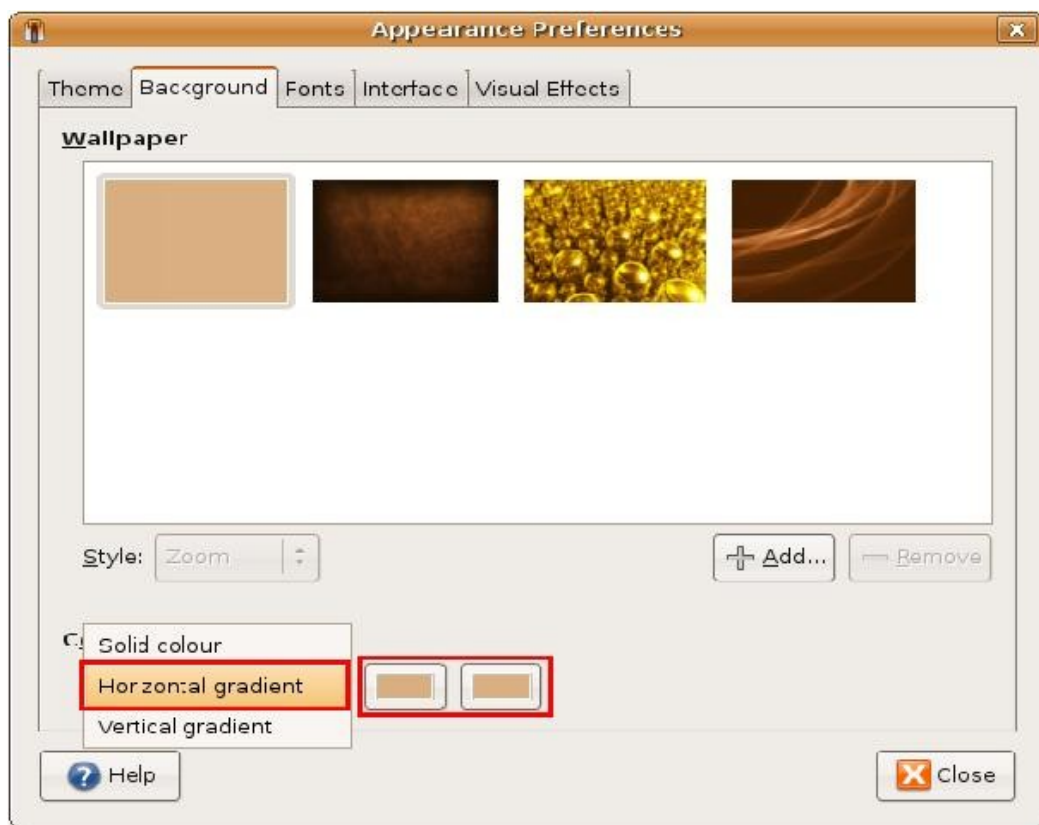 Appearance Preferences
Theme Background Fonts Interface Visual Effects
Wallpaper
Style: Zoom Add... Remove
Solid colour
Horizontal gradient
Vertical gradient
Help Close